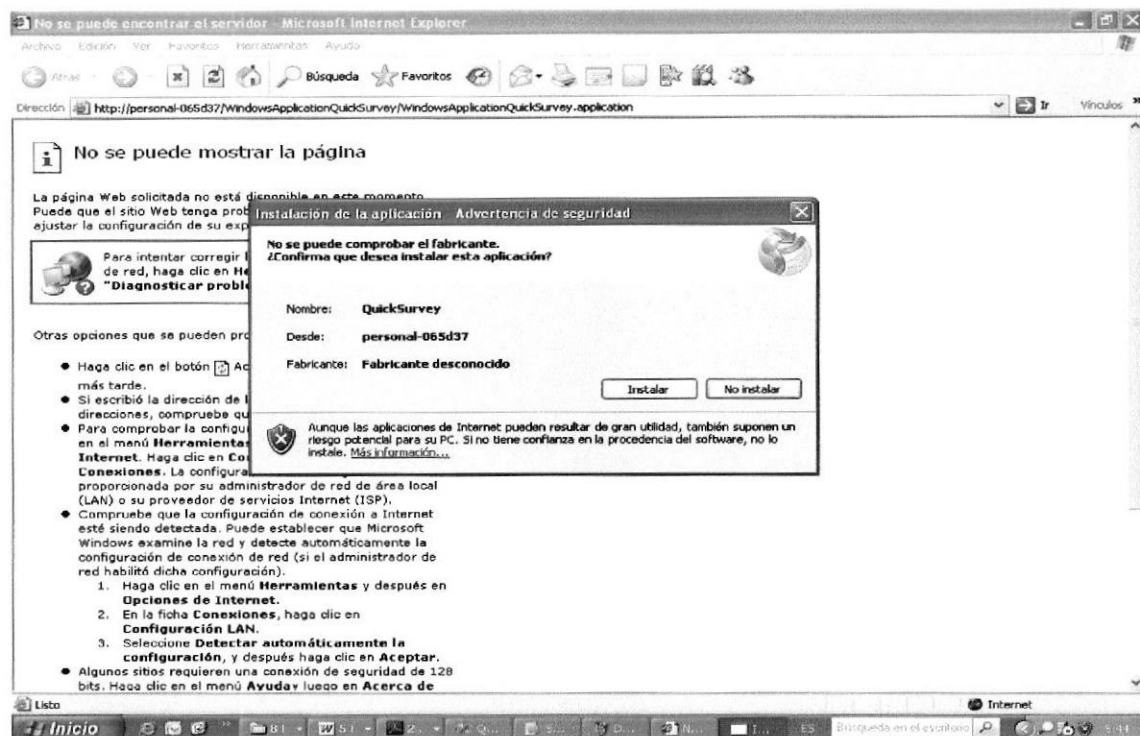 No se puede encontrar el servidor - Microsoft Internet Explorer
Archivo Edición Ver Favoritos Herramientas Ayuda
Atrás Búsqueda Favoritos
Dirección http://personal-065d37/WindowsApplicationQuickSurvey/WindowsApplicationQuickSurvey.application Ir Vínculos »
No se puede mostrar la página
La página Web solicitada no está disponible en este momento.
Puede que el sitio Web tenga
ajustar la configuración de su
Para intentar corregir
de red, haga clic en
"Diagnosticar
Otras opciones que se pueden
Haga clic en el botón
más tarde.
Si escribió la dirección de
direcciones, compruebe
Para comprobar la
en el menú Herramientas
Internet. Haga clic en
Conexiones. La
proporcionada por su administrador de red de área local
(LAN) o su proveedor de servicios Internet (ISP).
Compruebe que la configuración de conexión a Internet
esté siendo detectada. Puede establecer que Microsoft
Windows examine la red y detecte automáticamente la
configuración de conexión de red (si el administrador de
red habilitó dicha configuración).
1. Haga clic en el menú Herramientas y después en
Opciones de Internet.
2. En la ficha Conexiones, haga clic en
Configuración LAN.
3. Seleccione Detectar automáticamente la
configuración, y después haga clic en Aceptar.
Algunos sitios requieren una conexión de seguridad de 128
bits. Haga clic en el menú Ayuda y luego en Acerca de
Instalación de la aplicación - Advertencia de seguridad
No se puede comprobar el fabricante.
¿Confirma que desea instalar esta aplicación?
Nombre: QuickSurvey
Desde: personal-065d37
Fabricante: Fabricante desconocido
Instalar No instalar
Aunque las aplicaciones de Internet pueden resultar de gran utilidad, también suponen un
riesgo potencial para su PC. Si no tiene confianza en la procedencia del software, no lo
instale. Más información...
Listo Internet
Inicio ES Búsqueda en el escritorio